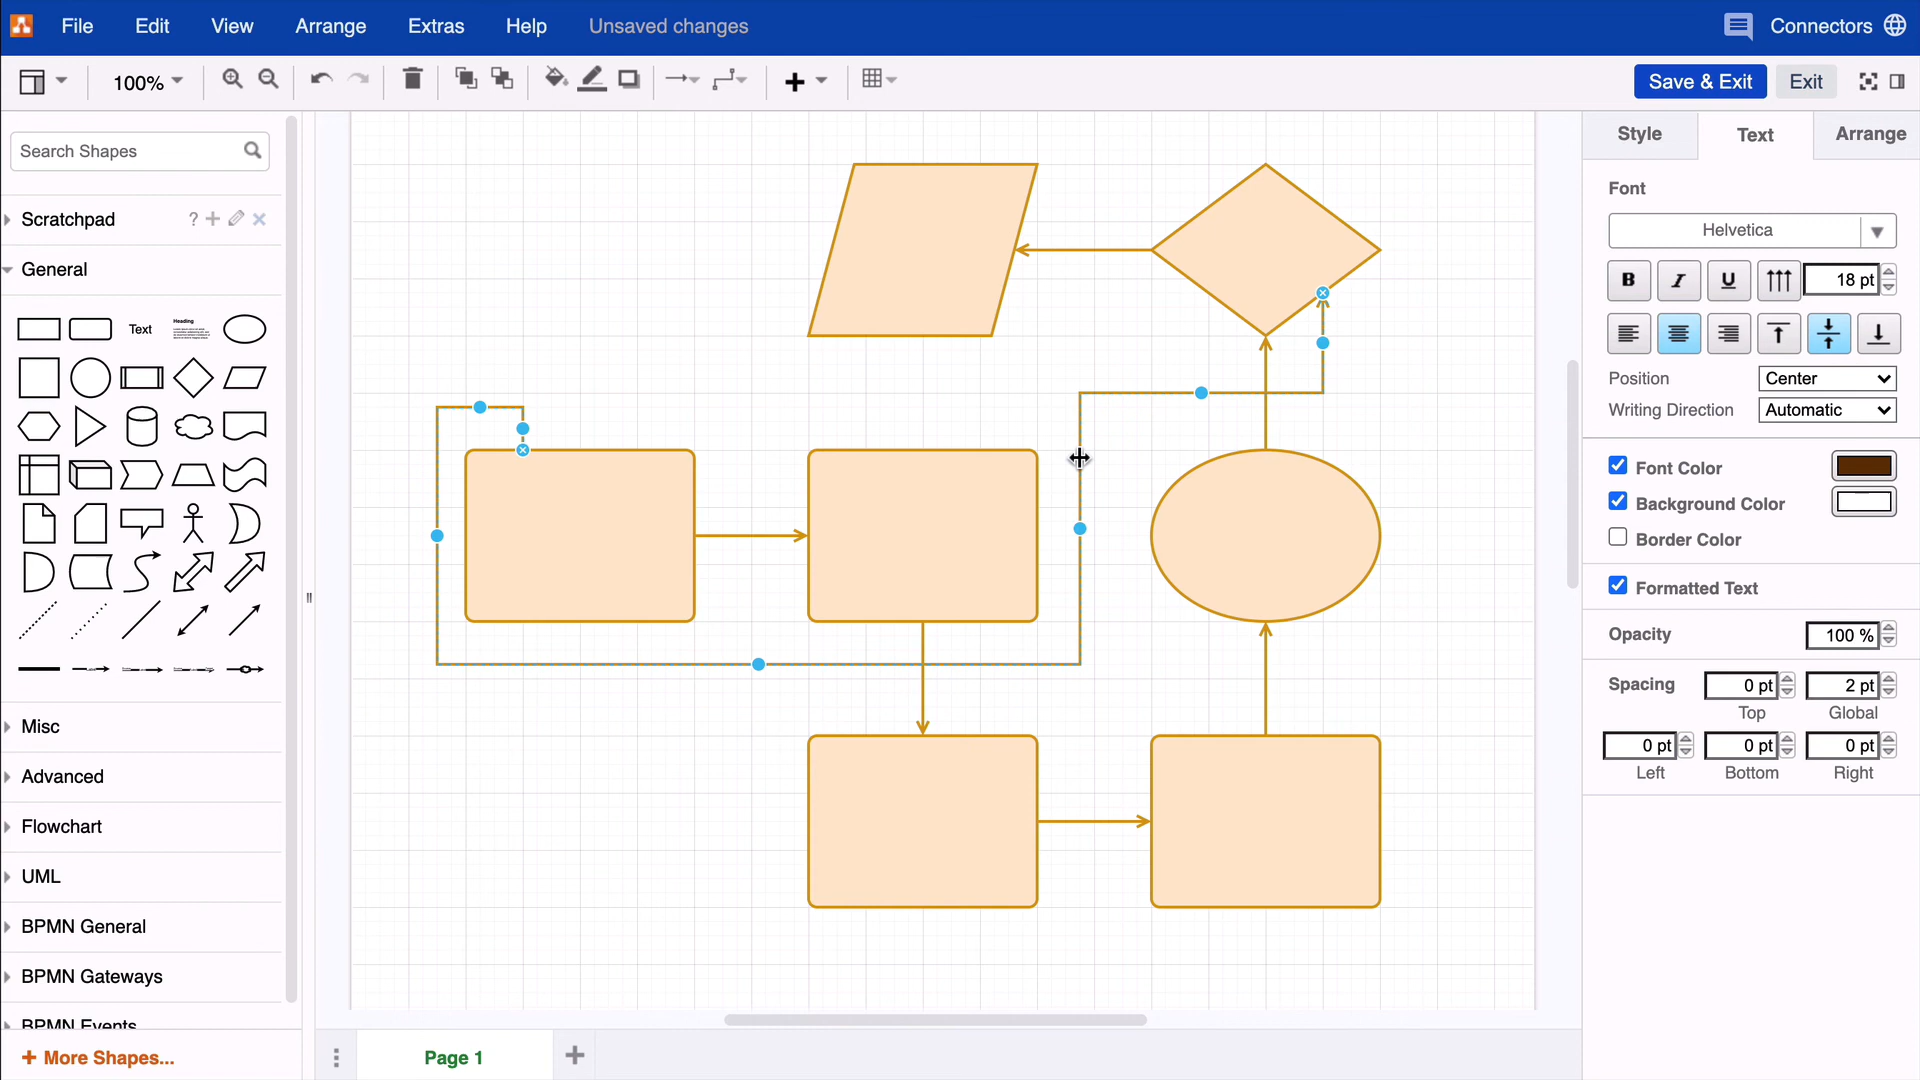 File Edit View Arrange Extras Help Unsaved changes Connectors
100% Save & Exit Exit
Search Shapes
Scratchpad ?
General
Text Heading
Misc
Advanced
Flowchart
UML
BPMN General
BPMN Gateways
BPMN Events
More Shapes...
Page 1
Style Text Arrange
Font
Helvetica
B I U 18 pt
Position Center
Writing Direction Automatic
Font Color
Background Color
Border Color
Formatted Text
Opacity 100 %
Spacing 0 pt 2 pt
Top Global
0 pt 0 pt 0 pt
Left Bottom Right